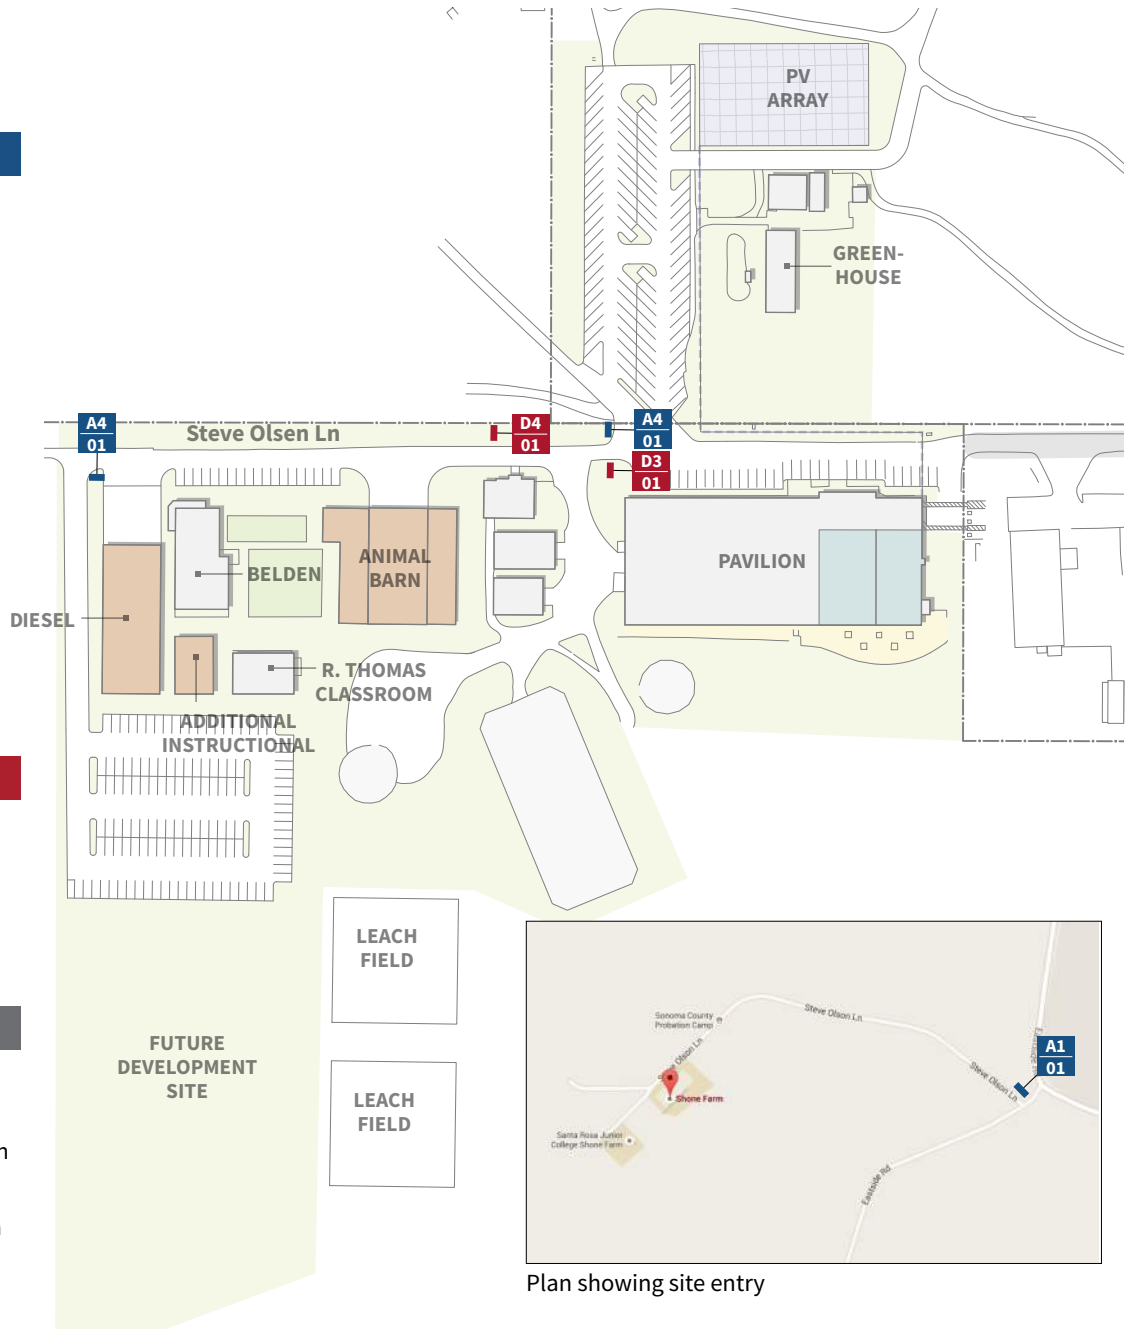 PV
ARRAY
GREEN-
HOUSE
A4
01
Steve Olsen Ln
D4
01
A4
01
D3
01
ANIMAL
BARN
PAVILION
BELDEN
DIESEL
R. THOMAS
CLASSROOM
ADDITIONAL
INSTRUCTIONAL
LEACH
FIELD
FUTURE
DEVELOPMENT
SITE
LEACH
FIELD
Sonoma County
Probation Camp
Steve Olson Ln
Olson Ln
Steve Olson Ln
A1
01
Shone Farm
Santa Rosa Junior
College Shone Farm
Eastside Rd
Plan showing site entry